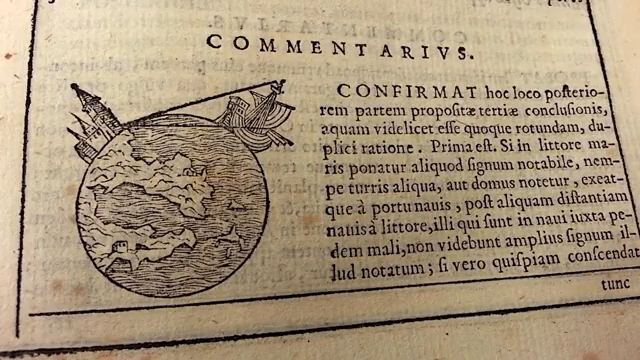 COMMENTARIVS.
CONFIRMAT hoc loco poſterio-
rem partem propoſitæ tertiæ concluſionis,
aquam videlicet eſſe quoque rotundam, du-
plici ratione. Prima eſt. Si in littore ma-
ris ponatur aliquod ſignum notabile, nem-
pe turris aliqua, aut domus notetur, exeat-
que à portu nauis, poſt aliquam diſtantiam
nauis à littore, illi qui ſunt in naui iuxta pe-
dem mali, non videbunt amplius ſignum il-
lud notatum; ſi vero quiſpiam conſcendat
tunc